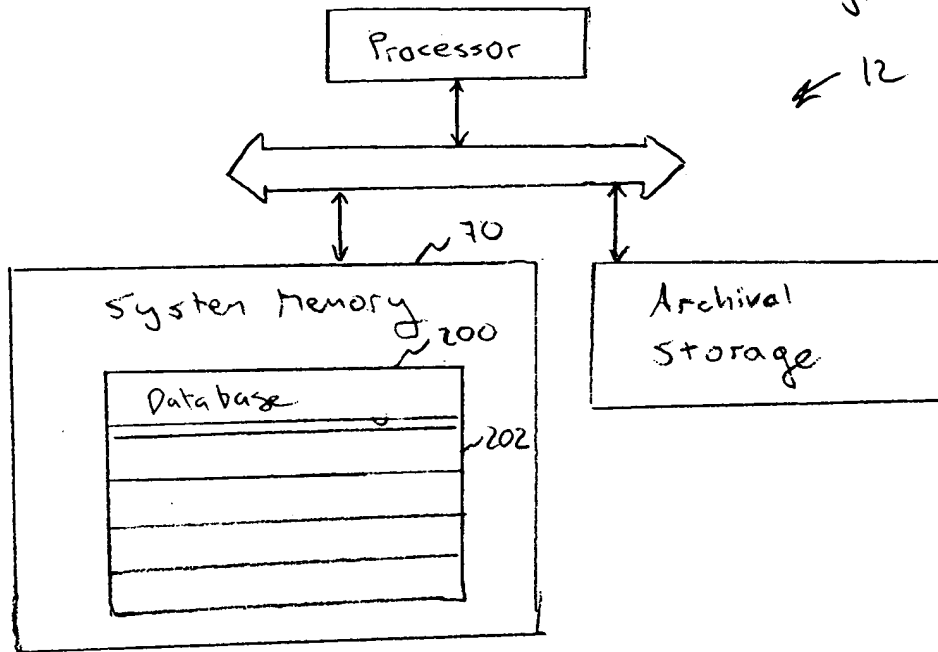 Processor
12
70
System Memory
200
Database
202
Archival
Storage